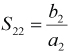 S₂₂ = b₂/a₂